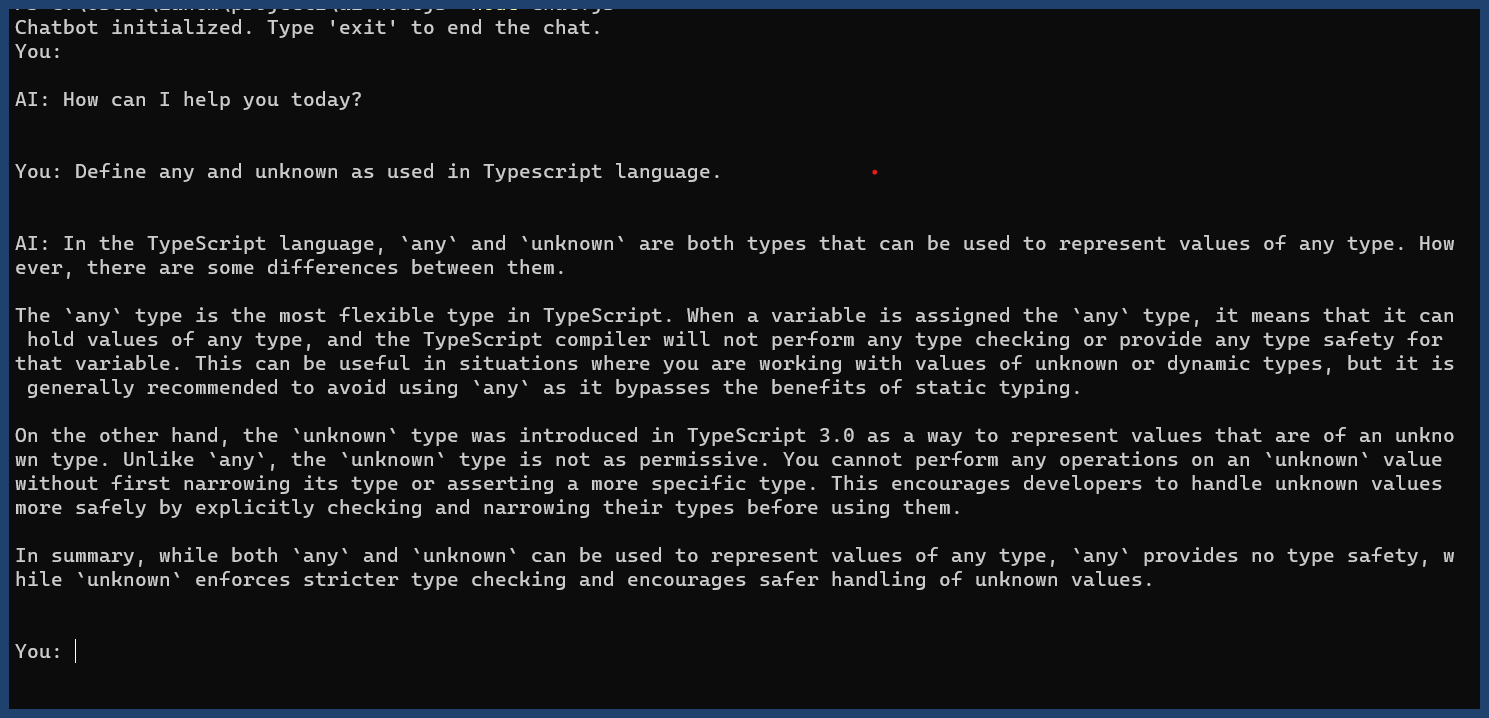 Chatbot initialized. Type 'exit' to end the chat.
You:
AI: How can I help you today?
You: Define any and unknown as used in Typescript language.
AI: In the TypeScript language, `any` and `unknown` are both types that can be used to represent values of any type. How
ever, there are some differences between them.
The `any` type is the most flexible type in TypeScript. When a variable is assigned the `any` type, it means that it can
 hold values of any type, and the TypeScript compiler will not perform any type checking or provide any type safety for
that variable. This can be useful in situations where you are working with values of unknown or dynamic types, but it is
 generally recommended to avoid using `any` as it bypasses the benefits of static typing.
On the other hand, the `unknown` type was introduced in TypeScript 3.0 as a way to represent values that are of an unkno
wn type. Unlike `any`, the `unknown` type is not as permissive. You cannot perform any operations on an `unknown` value
without first narrowing its type or asserting a more specific type. This encourages developers to handle unknown values
more safely by explicitly checking and narrowing their types before using them.
In summary, while both `any` and `unknown` can be used to represent values of any type, `any` provides no type safety, w
hile `unknown` enforces stricter type checking and encourages safer handling of unknown values.
You: